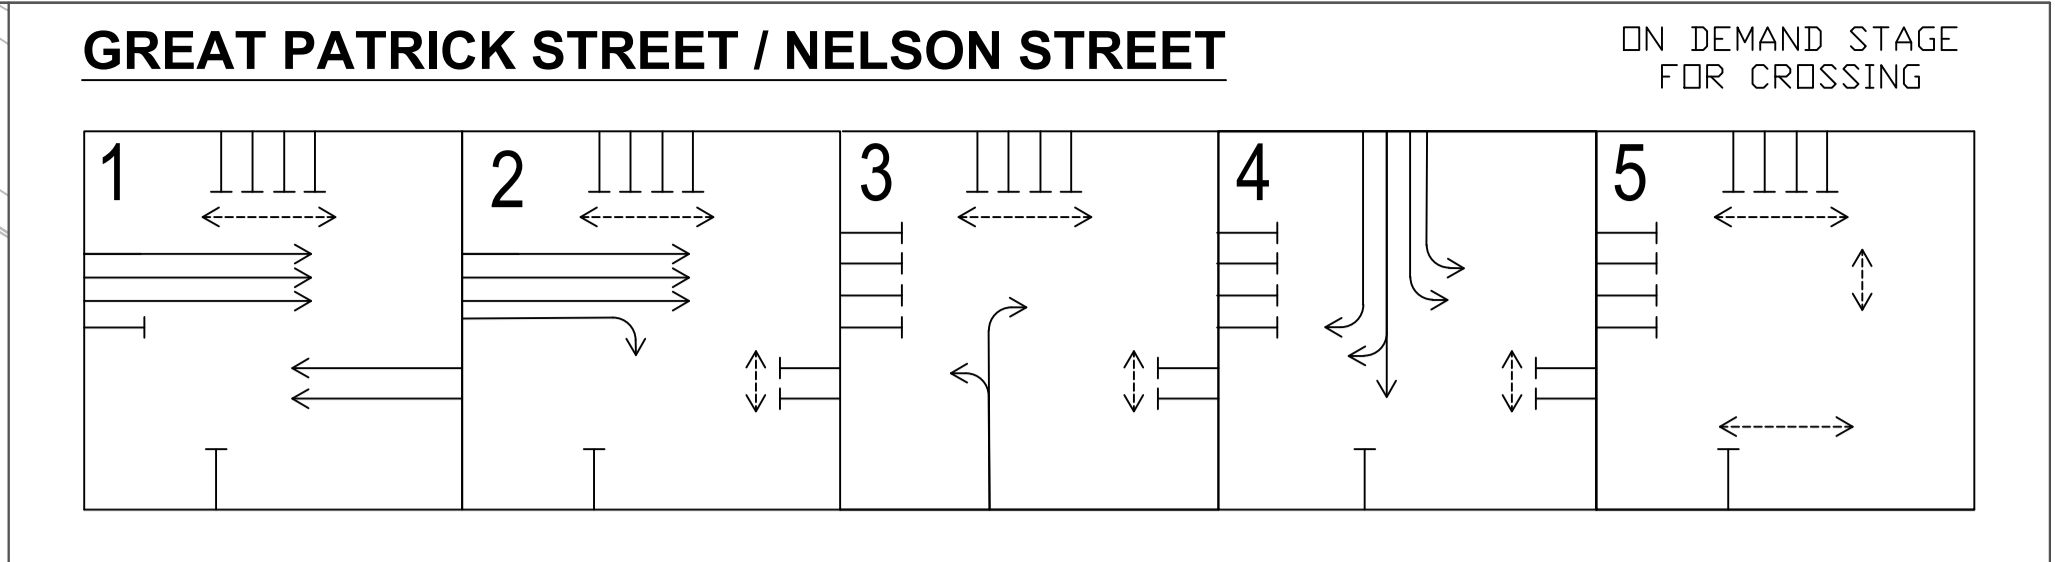 GREAT PATRICK STREET / NELSON STREET
ON DEMAND STAGE
FOR CROSSING
1
2
3
4
5